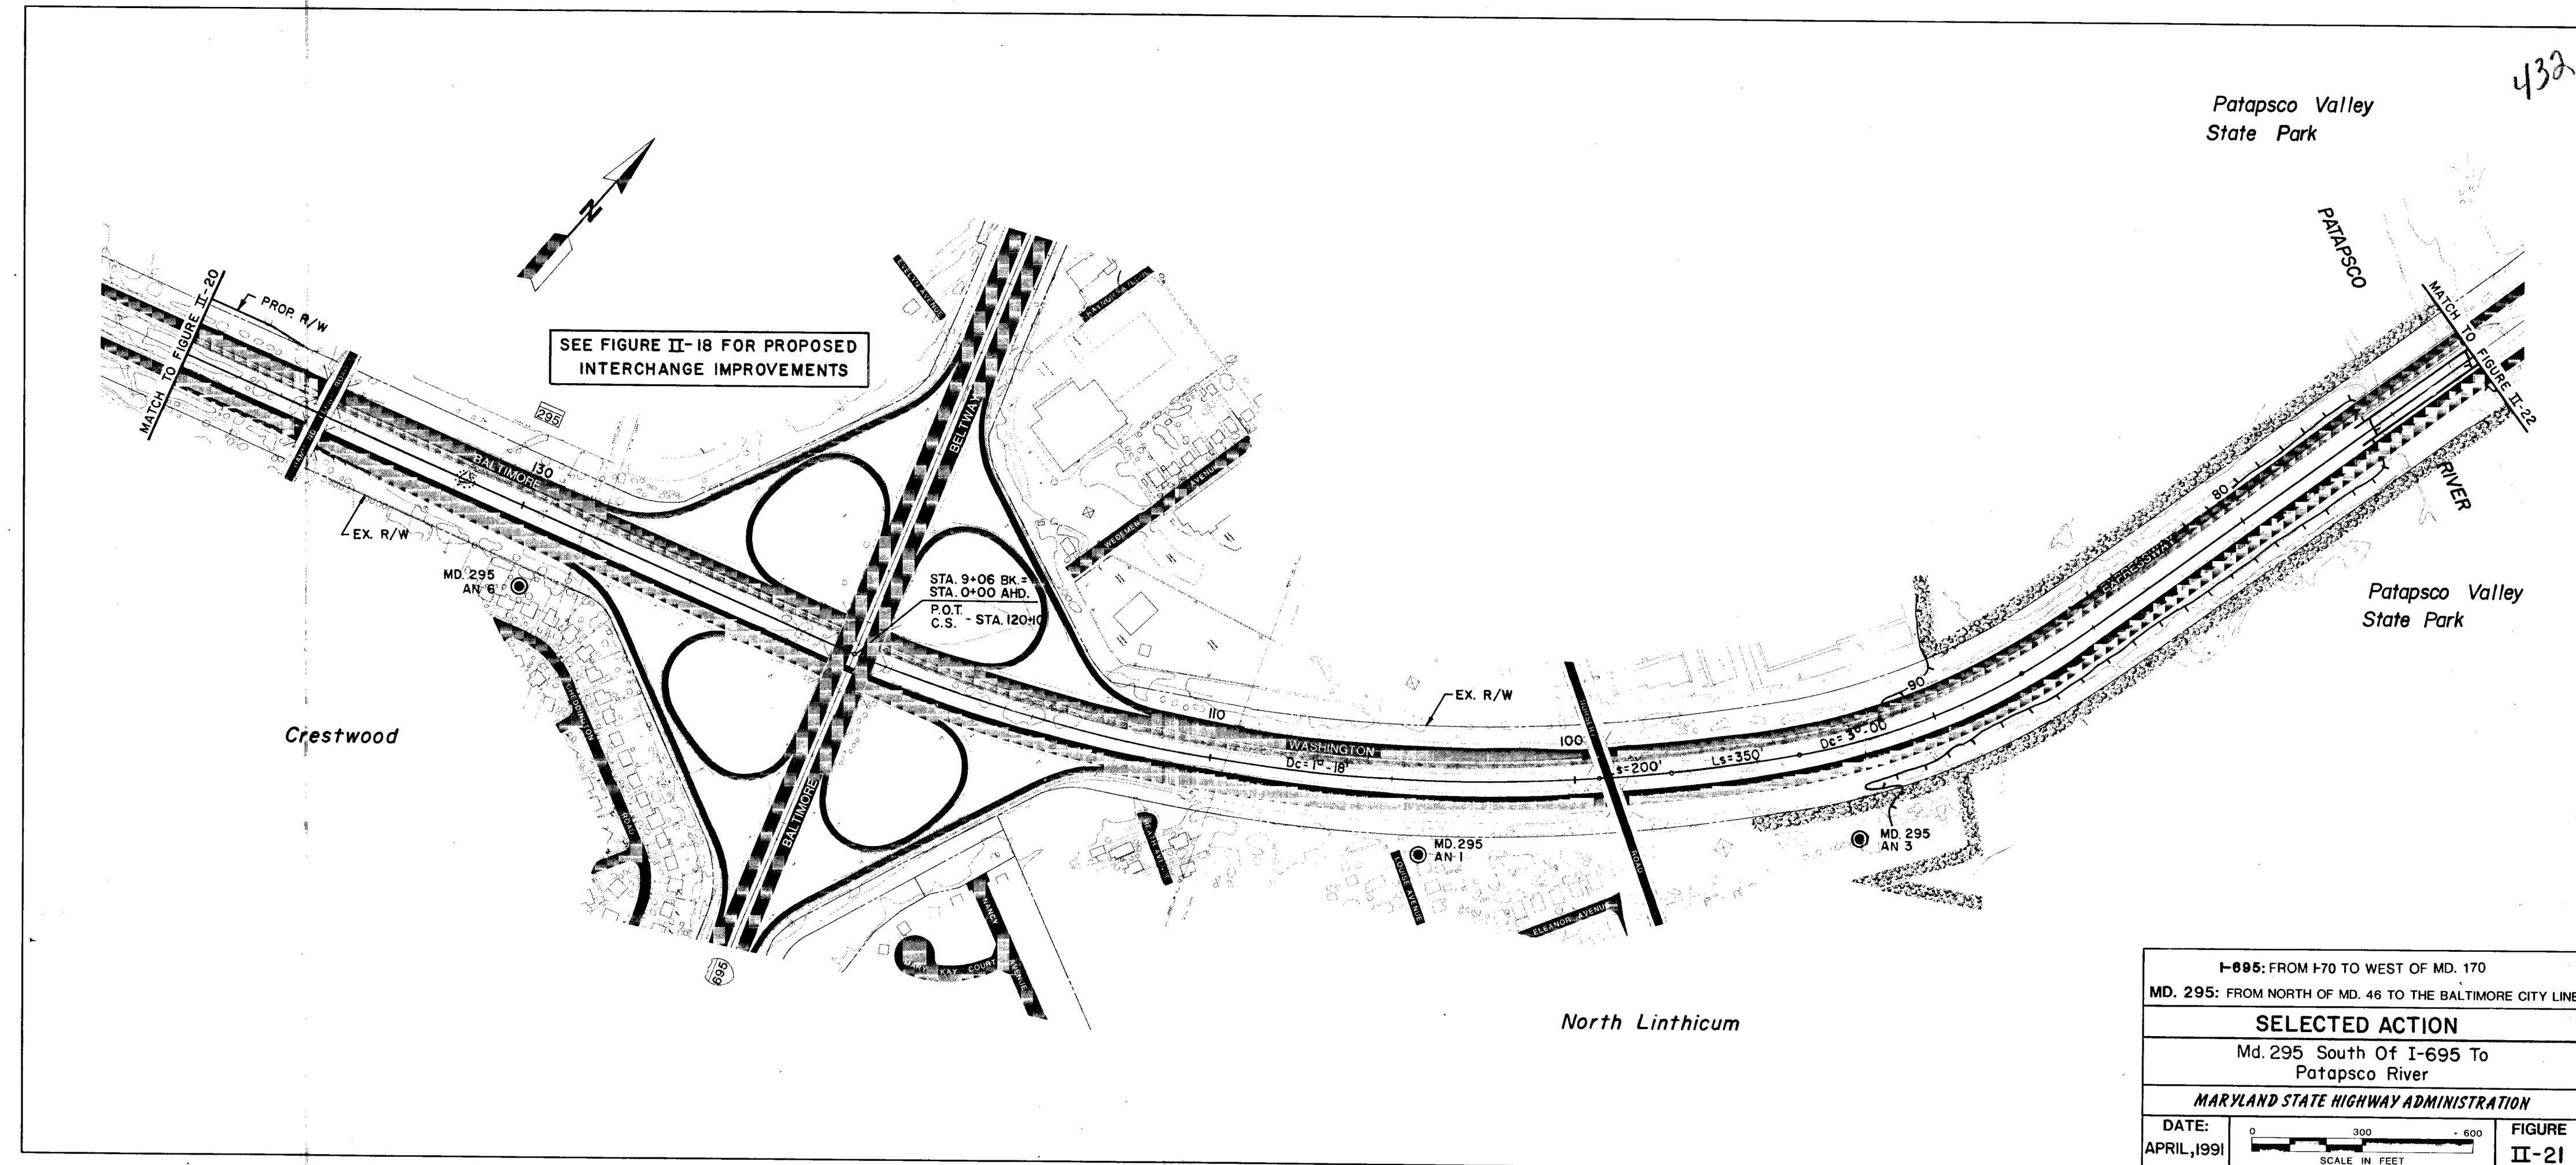 432
Patapsco Valley
State Park
PATAPSCO
RIVER
MATCH TO FIGURE II-20
PROP. R/W
SEE FIGURE II-18 FOR PROPOSED
INTERCHANGE IMPROVEMENTS
N
EVELYN AVENUE
295
BALTIMORE
130
EX. R/W
MD. 295
AN 6
BELTWAY
AVENUE
STA. 9+06 BK.=
STA. 0+00 AHD.
P.O.T.
C.S. - STA. 120+10
MATCH TO FIGURE II-22
80
EXPRESSWAY
Patapsco Valley
State Park
Crestwood
ROAD
BALTIMORE
695
110
EX. R/W
WASHINGTON
Dc=1°-18'
100
Ls=200'
Ls=350'
Dc=3°-00'
90
HEATH AVENUE
MD. 295
AN 1
LOUISE AVENUE
ROAD
MD. 295
AN 3
ELEANOR AVENUE
NANCY
AVENUE
KAY COURT
North Linthicum
I-695: FROM I-70 TO WEST OF MD. 170
MD. 295: FROM NORTH OF MD. 46 TO THE BALTIMORE CITY LINE
SELECTED ACTION
Md. 295 South Of I-695 To
Patapsco River
MARYLAND STATE HIGHWAY ADMINISTRATION
DATE:
APRIL, 1991
0 300 600
SCALE IN FEET
FIGURE
II-21